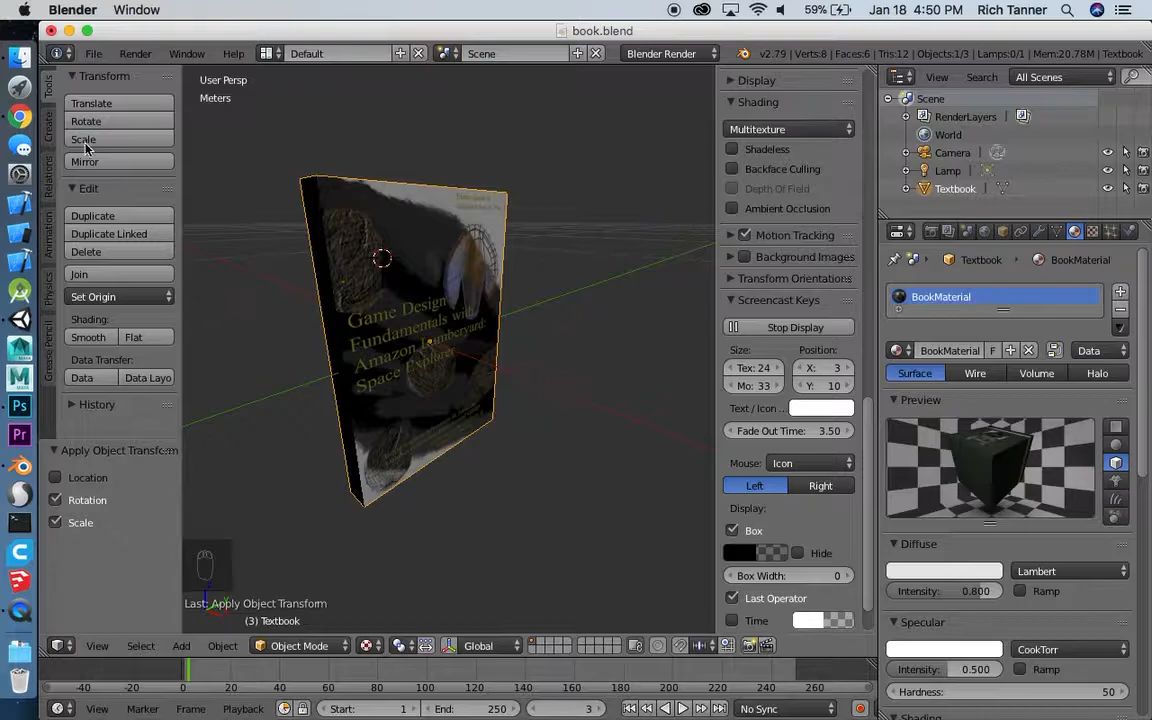 Blender Window 59% Jan 18 4:50 PM Rich Tanner
book.blend
File Render Window Help Default Scene Blender Render v2.79 | Verts:8 | Faces:6 | Tris:12 | Objects:1/3 | Lamps:0/1 | Mem:20.78M | Textbook
Tools
Create
Relations
Animation
Physics
Grease Pencil
Transform
Translate
Rotate
Scale
Mirror
Edit
Duplicate
Duplicate Linked
Delete
Join
Set Origin
Shading:
Smooth Flat
Data Transfer:
Data Data Layo
History
Apply Object Transform
Location
Rotation
Scale
User Persp
Meters
Game Design
Fundamentals with
Amazon Lumberyard:
Space Explorer
Last: Apply Object Transform
(3) Textbook
Display
Shading
Multitexture
Shadeless
Backface Culling
Depth Of Field
Ambient Occlusion
Motion Tracking
Background Images
Transform Orientations
Screencast Keys
Stop Display
Size: Position:
Tex: 24 X: 3
Mo: 33 Y: 10
Text / Icon ...
Fade Out Time: 3.50
Mouse: Icon
Left Right
Display:
Box
Hide
Box Width: 0
Last Operator
Time
View Search All Scenes
Scene
RenderLayers
World
Camera
Lamp
Textbook
Textbook BookMaterial
BookMaterial
BookMaterial F Data
Surface Wire Volume Halo
Preview
Diffuse
Lambert
Intensity: 0.800 Ramp
Specular
CookTorr
Intensity: 0.500 Ramp
Hardness: 50
View Select Add Object Object Mode Global
-40 -20 0 20 40 60 80 100 120 140 160 180 200 220 240 260
View Marker Frame Playback Start: 1 End: 250 3 No Sync